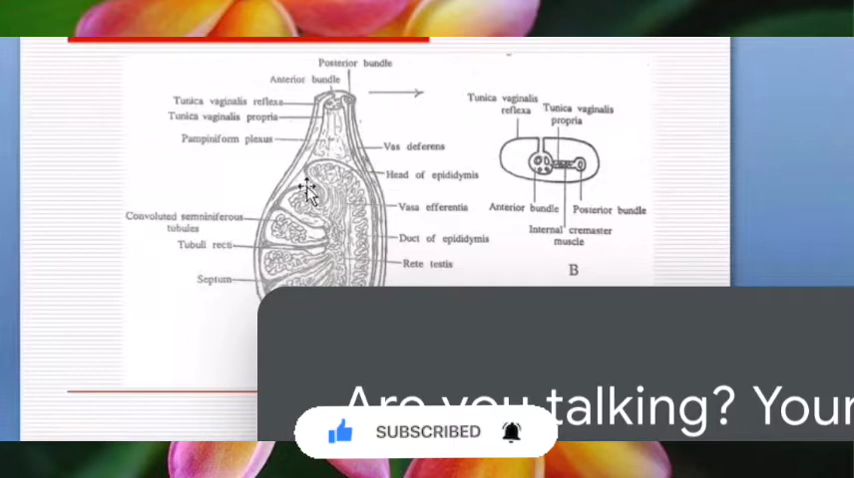 Posterior bundle
Anterior bundle
Tunica vaginalis reflexa
Tunica vaginalis propria
Pampiniform plexus
Vas deferens
Head of epididymis
Vasa efferentia
Convoluted semniniferous
tubules
Duct of epididymis
Tubuli recti
Rete testis
Septum
Tunica vaginalis
reflexa
Tunica vaginalis
propria
Anterior bundle
Posterior bundle
Internal cremaster
muscle
B
Are you talking? Your
SUBSCRIBED